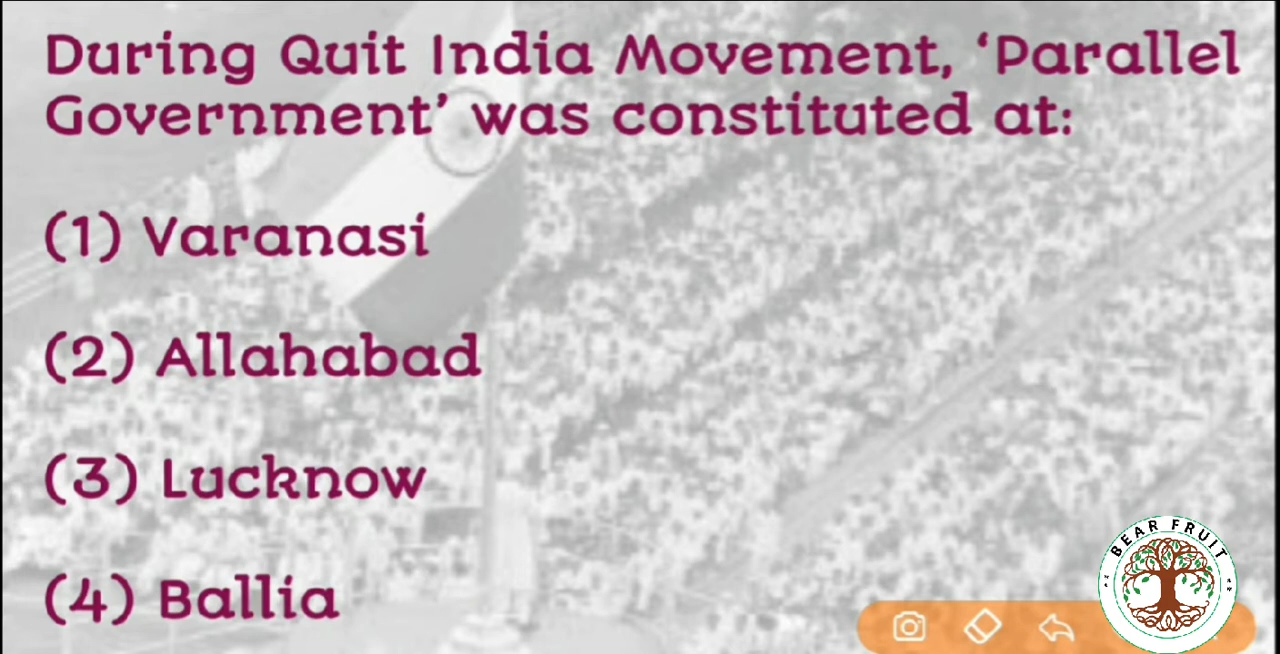 During Quit India Movement, ‘Parallel
Government’ was constituted at:
(1) Varanasi
(2) Allahabad
(3) Lucknow
(4) Ballia
BEAR FRUIT